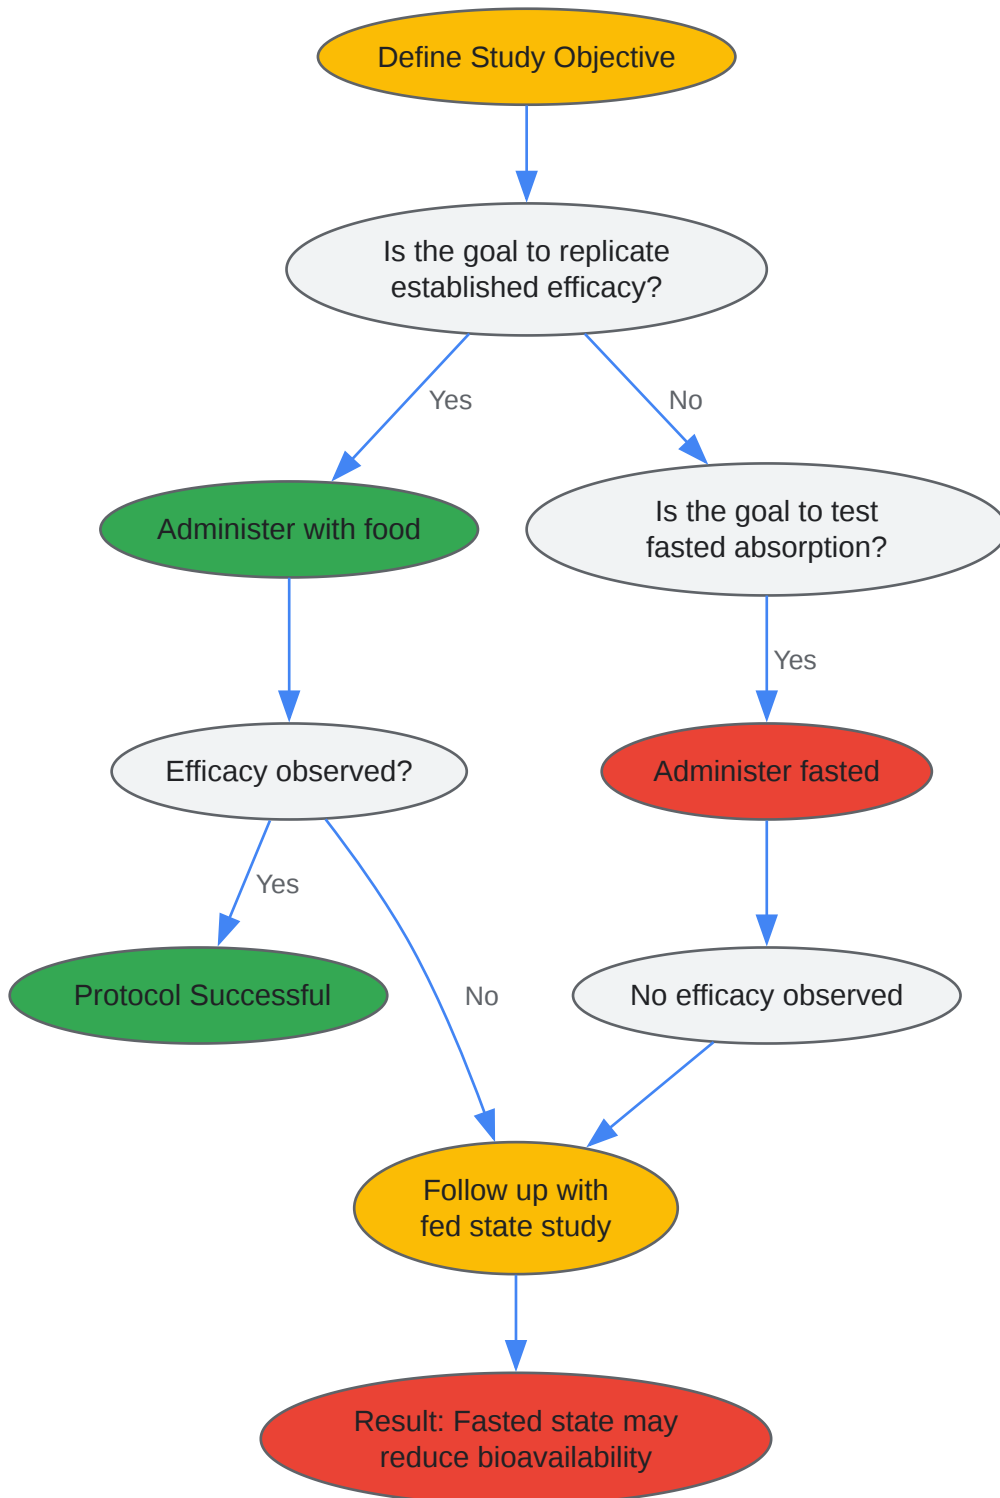 Define Study Objective
Is the goal to replicate
established efficacy?
Yes
No
Administer with food
Is the goal to test
fasted absorption?
Yes
Efficacy observed?
Administer fasted
Yes
Protocol Successful
No
No efficacy observed
Follow up with
fed state study
Result: Fasted state may
reduce bioavailability